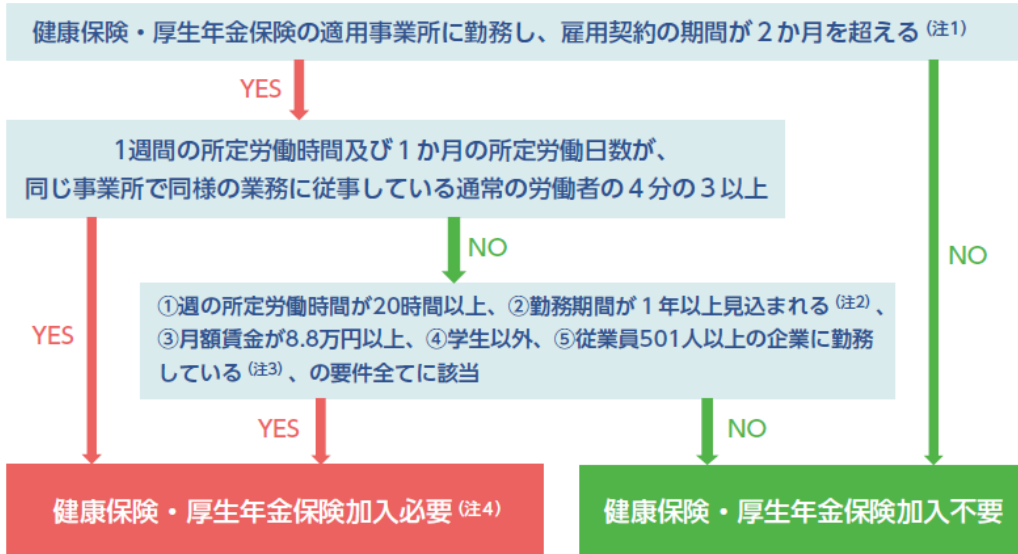 健康保険・厚生年金保険の適用事業所に勤務し、雇用契約の期間が２か月を超える(注1)
YES
1週間の所定労働時間及び１か月の所定労働日数が、
同じ事業所で同様の業務に従事している通常の労働者の４分の３以上
NO
NO
YES
①週の所定労働時間が20時間以上、②勤務期間が１年以上見込まれる(注2)、
③月額賃金が8.8万円以上、④学生以外、⑤従業員501人以上の企業に勤務
している(注3)、の要件全てに該当
YES
NO
健康保険・厚生年金保険加入必要(注4)
健康保険・厚生年金保険加入不要